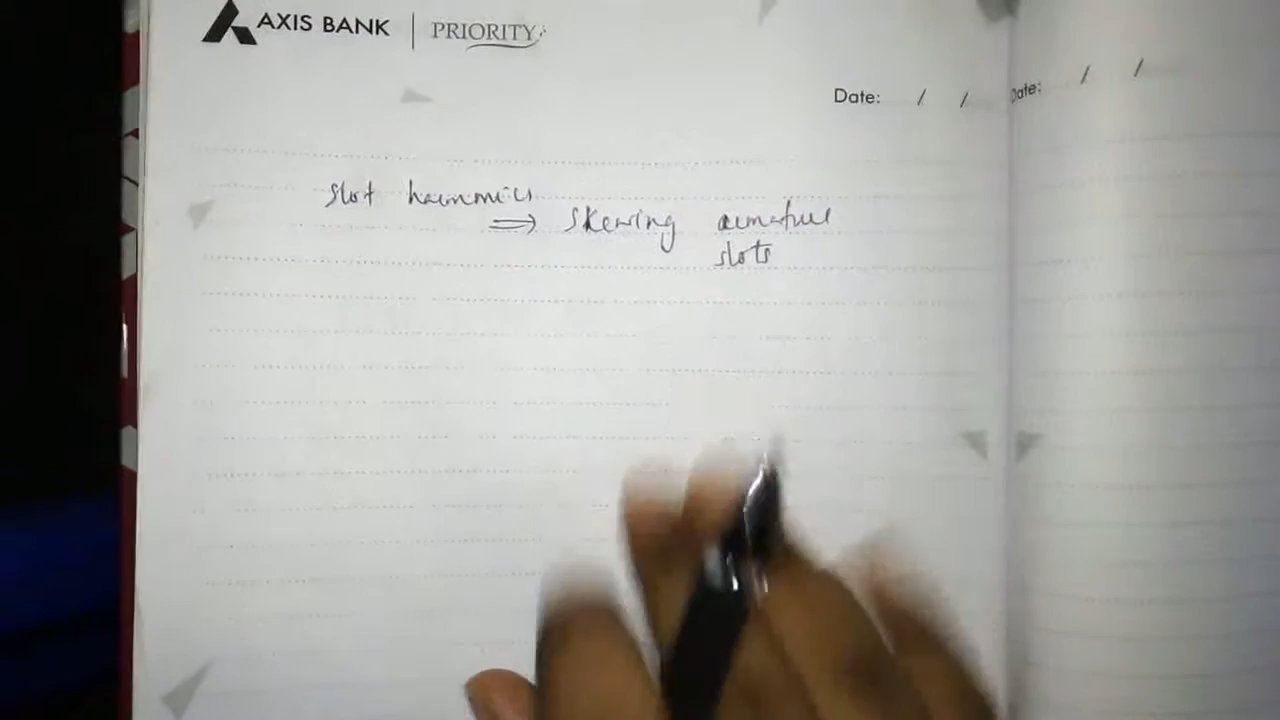 AXIS BANK | PRIORITY
Date: / /
Date: / /
slot harmonics
⇒ skewing armature
slots